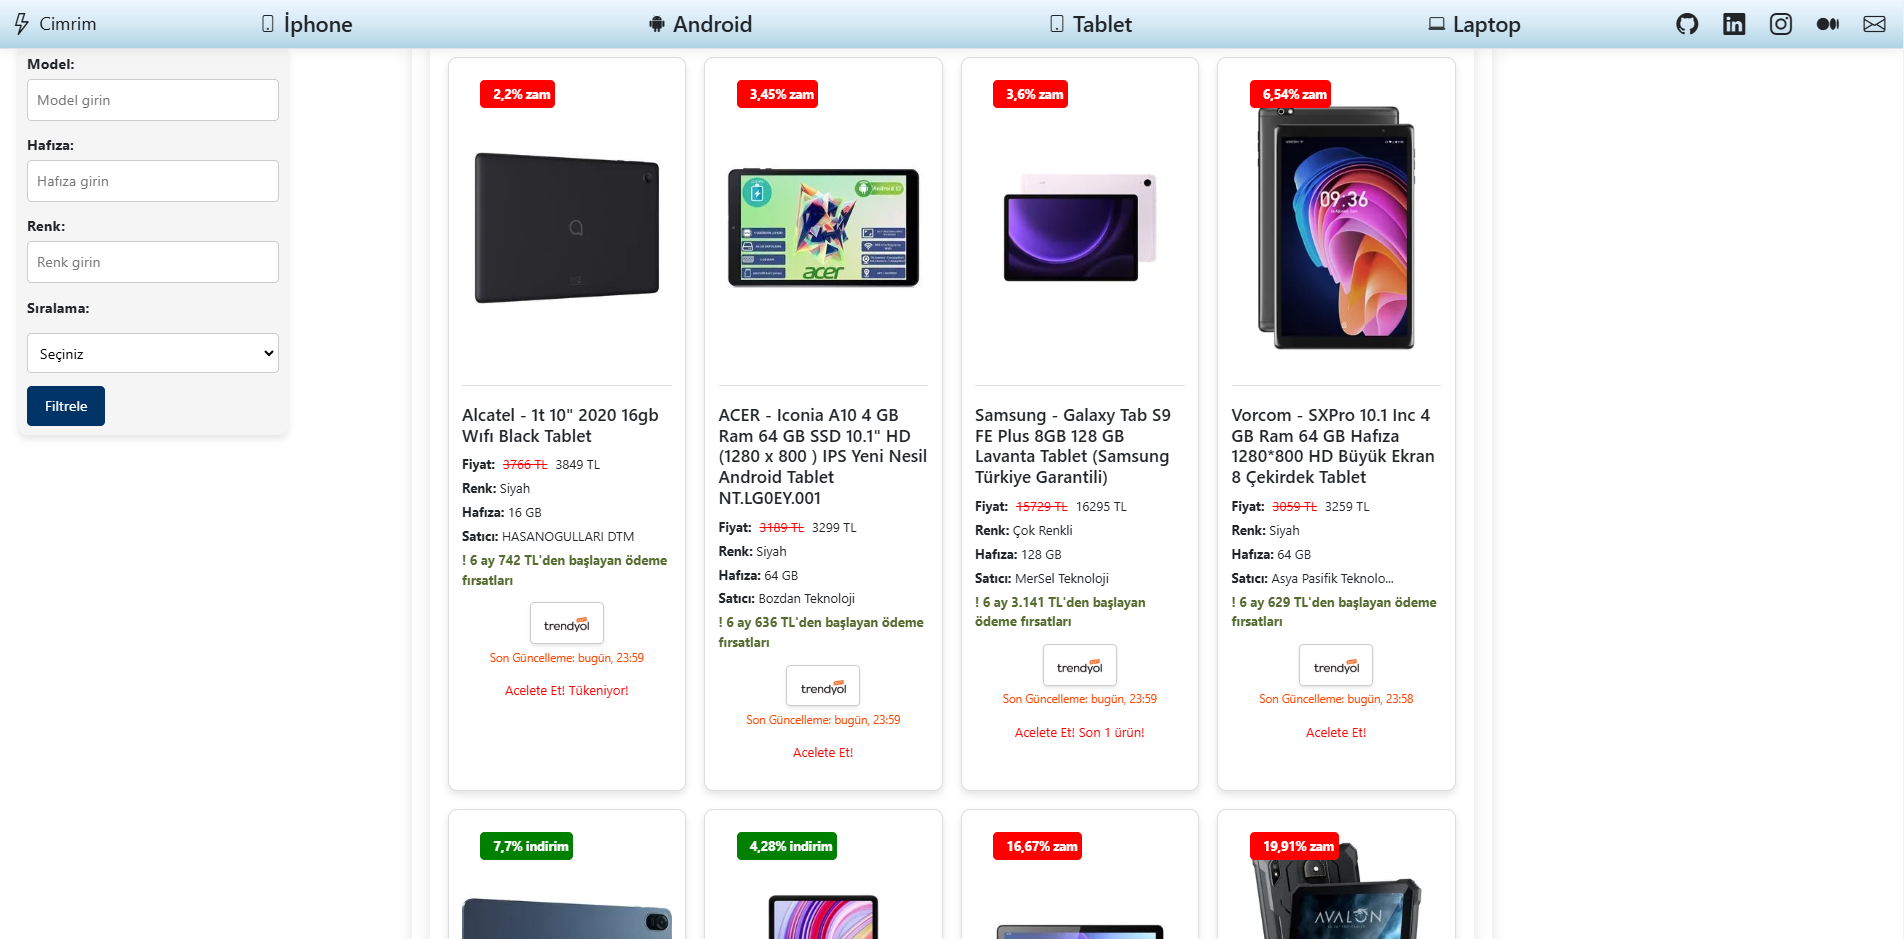 Cimrim
İphone
Android
Tablet
Laptop
Model:
Model girin
Hafıza:
Hafıza girin
Renk:
Renk girin
Sıralama:
Seçiniz
Filtrele
2,2% zam
Alcatel - 1t 10" 2020 16gb
Wıfı Black Tablet
Fiyat: 3766 TL 3849 TL
Renk: Siyah
Hafıza: 16 GB
Satıcı: HASANOGULLARI DTM
! 6 ay 742 TL'den başlayan ödeme
fırsatları
trendyol
Son Güncelleme: bugün, 23:59
Acelete Et! Tükeniyor!
3,45% zam
acer
ACER - Iconia A10 4 GB
Ram 64 GB SSD 10.1" HD
(1280 x 800 ) IPS Yeni Nesil
Android Tablet
NT.LG0EY.001
Fiyat: 3189 TL 3299 TL
Renk: Siyah
Hafıza: 64 GB
Satıcı: Bozdan Teknoloji
! 6 ay 636 TL'den başlayan ödeme
fırsatları
trendyol
Son Güncelleme: bugün, 23:59
Acelete Et!
3,6% zam
Samsung - Galaxy Tab S9
FE Plus 8GB 128 GB
Lavanta Tablet (Samsung
Türkiye Garantili)
Fiyat: 15729 TL 16295 TL
Renk: Çok Renkli
Hafıza: 128 GB
Satıcı: MerSel Teknoloji
! 6 ay 3.141 TL'den başlayan
ödeme fırsatları
trendyol
Son Güncelleme: bugün, 23:59
Acelete Et! Son 1 ürün!
6,54% zam
09:36
Vorcom - SXPro 10.1 Inc 4
GB Ram 64 GB Hafıza
1280*800 HD Büyük Ekran
8 Çekirdek Tablet
Fiyat: 3059 TL 3259 TL
Renk: Siyah
Hafıza: 64 GB
Satıcı: Asya Pasifik Teknolo...
! 6 ay 629 TL'den başlayan ödeme
fırsatları
trendyol
Son Güncelleme: bugün, 23:58
Acelete Et!
7,7% indirim
4,28% indirim
16,67% zam
19,91% zam
AVALON